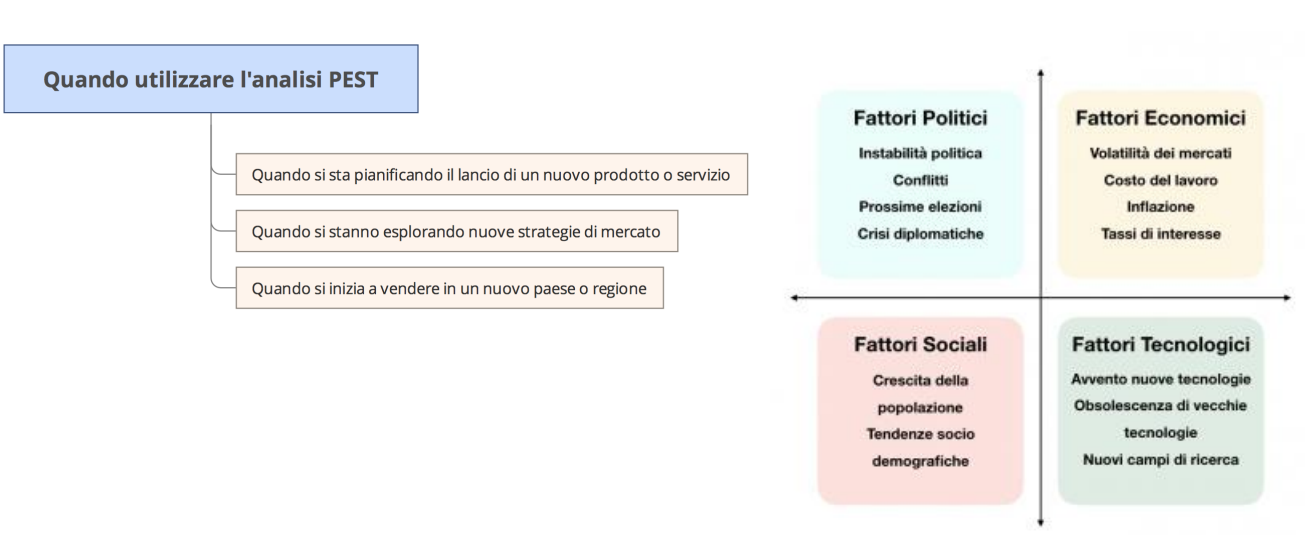 Quando utilizzare l'analisi PEST
Quando si sta pianificando il lancio di un nuovo prodotto o servizio
Quando si stanno esplorando nuove strategie di mercato
Quando si inizia a vendere in un nuovo paese o regione
Fattori Politici
Instabilità politica
Conflitti
Prossime elezioni
Crisi diplomatiche
Fattori Economici
Volatilità dei mercati
Costo del lavoro
Inflazione
Tassi di interesse
Fattori Sociali
Crescita della
popolazione
Tendenze socio
demografiche
Fattori Tecnologici
Avvento nuove tecnologie
Obsolescenza di vecchie
tecnologie
Nuovi campi di ricerca